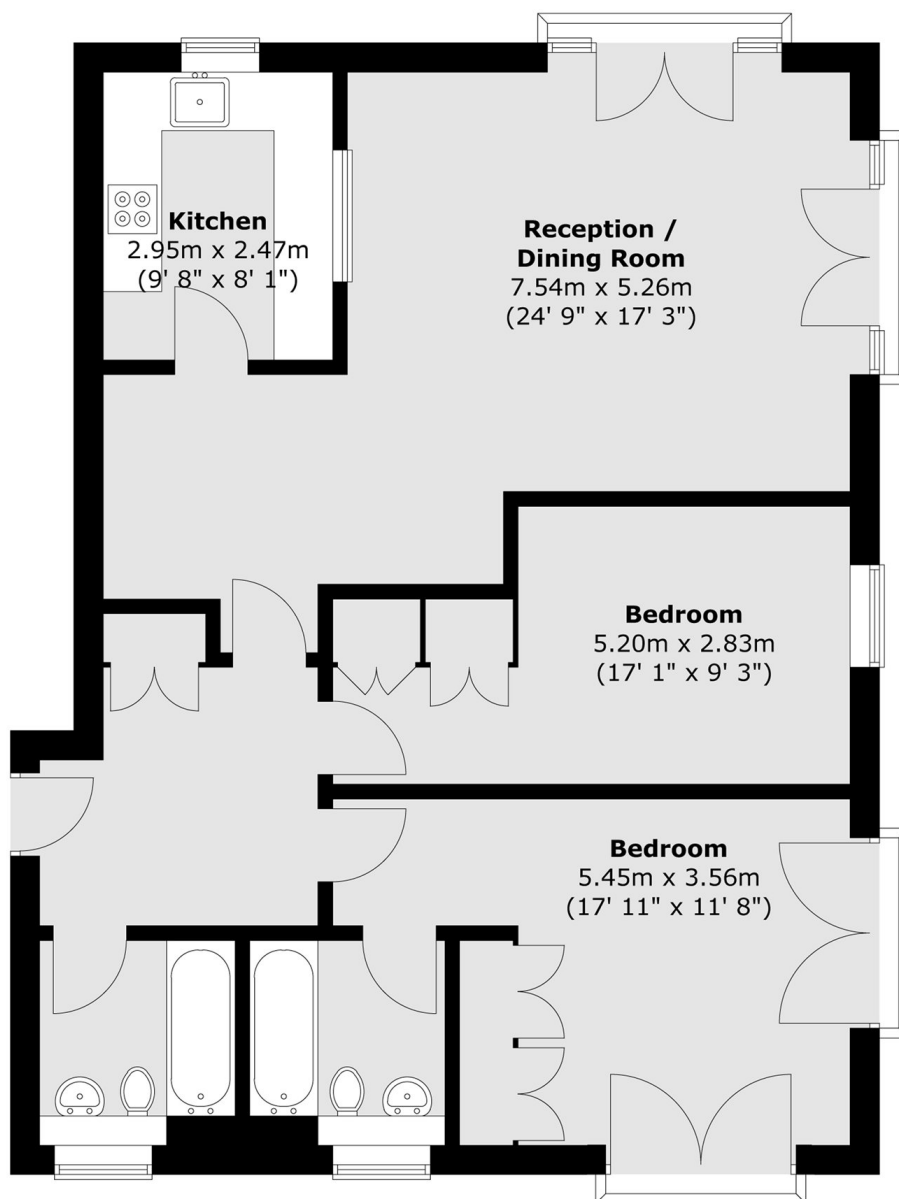 Kitchen
2.95m x 2.47m
(9' 8" x 8' 1")
Reception /
Dining Room
7.54m x 5.26m
(24' 9" x 17' 3")
Bedroom
5.20m x 2.83m
(17' 1" x 9' 3")
Bedroom
5.45m x 3.56m
(17' 11" x 11' 8")